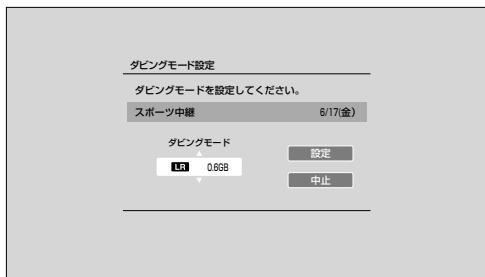 ダビングモード設定
ダビングモードを設定してください。
スポーツ中継 6/17(金)
ダビングモード
LR 0.6GB
設定
中止